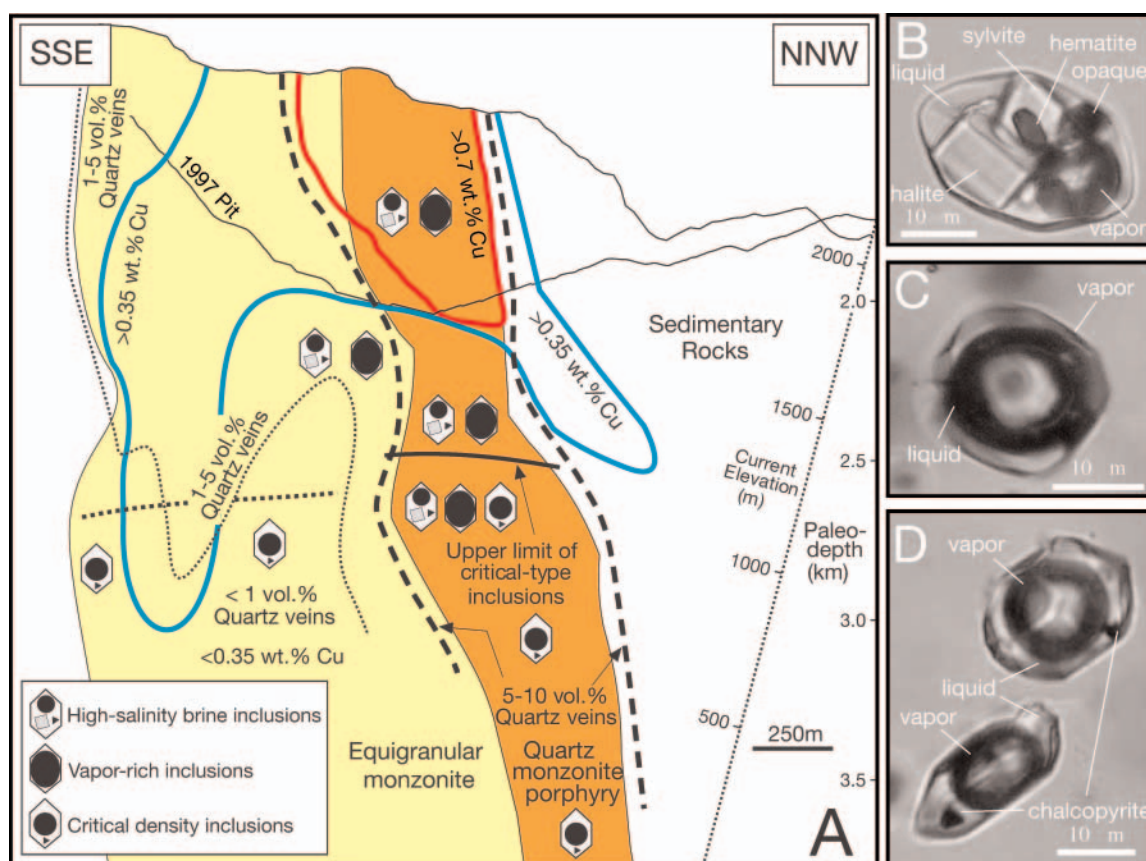 SSE
NNW
1-5 vol.%
Quartz veins
1997 Pit
>0.35 wt.% Cu
>0.7 wt.% Cu
>0.35 wt.% Cu
Sedimentary
Rocks
2000
2.0
1500
Current
Elevation
(m)
2.5
1000
Paleo-
depth
(km)
3.0
500
3.5
1-5 vol.%
Quartz veins
Upper limit of
critical-type
inclusions
< 1 vol.%
Quartz veins
<0.35 wt.% Cu
5-10 vol.%
Quartz veins
250m
Equigranular
monzonite
Quartz
monzonite
porphyry
High-salinity brine inclusions
Vapor-rich inclusions
Critical density inclusions
A
B
sylvite
hematite
liquid
opaque
halite
10 m
vapor
C
vapor
liquid
10 m
D
vapor
liquid
vapor
chalcopyrite
10 m